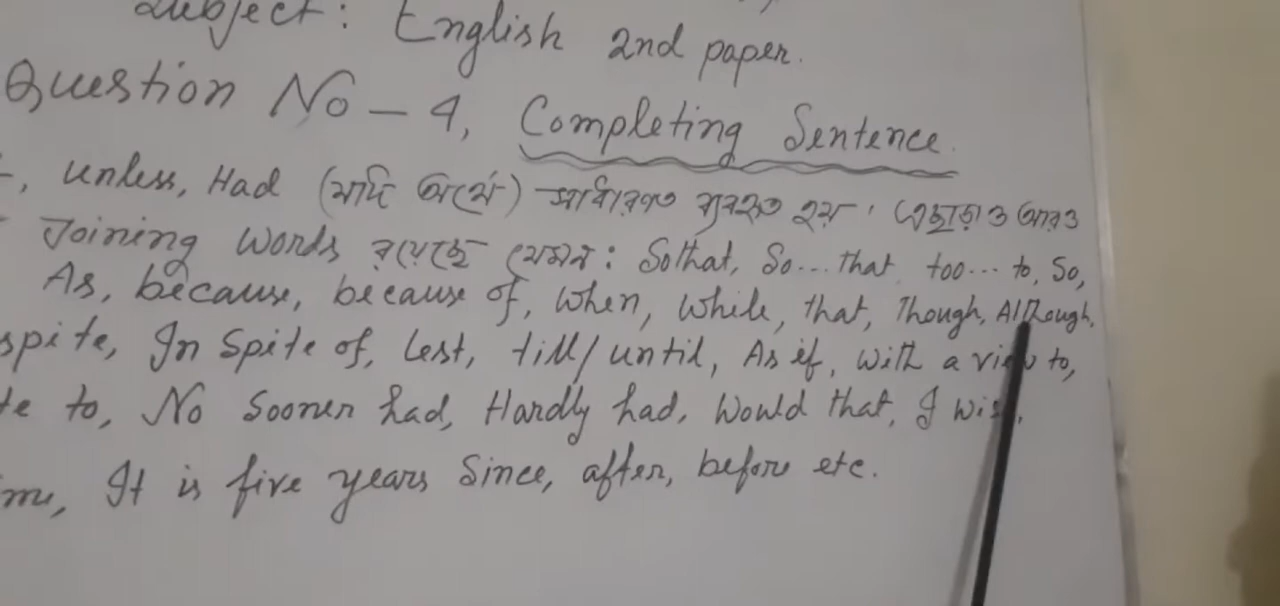 Subject: English 2nd paper.
Question No - 4, Completing Sentence.
, unless, Had (যদি অর্থে) সাধারণত ব্যবহৃত হয়। এছাড়াও আরও
Joining Words রয়েছে যেমন: So that, So... that too... to, So,
As, because, because of, when, while, that, Though, Although.
spite, In Spite of, Lest, till/until, As if, with a view to,
te to, No Sooner had, Hardly had, Would that, I wish,
me, It is five years Since, after, before etc.